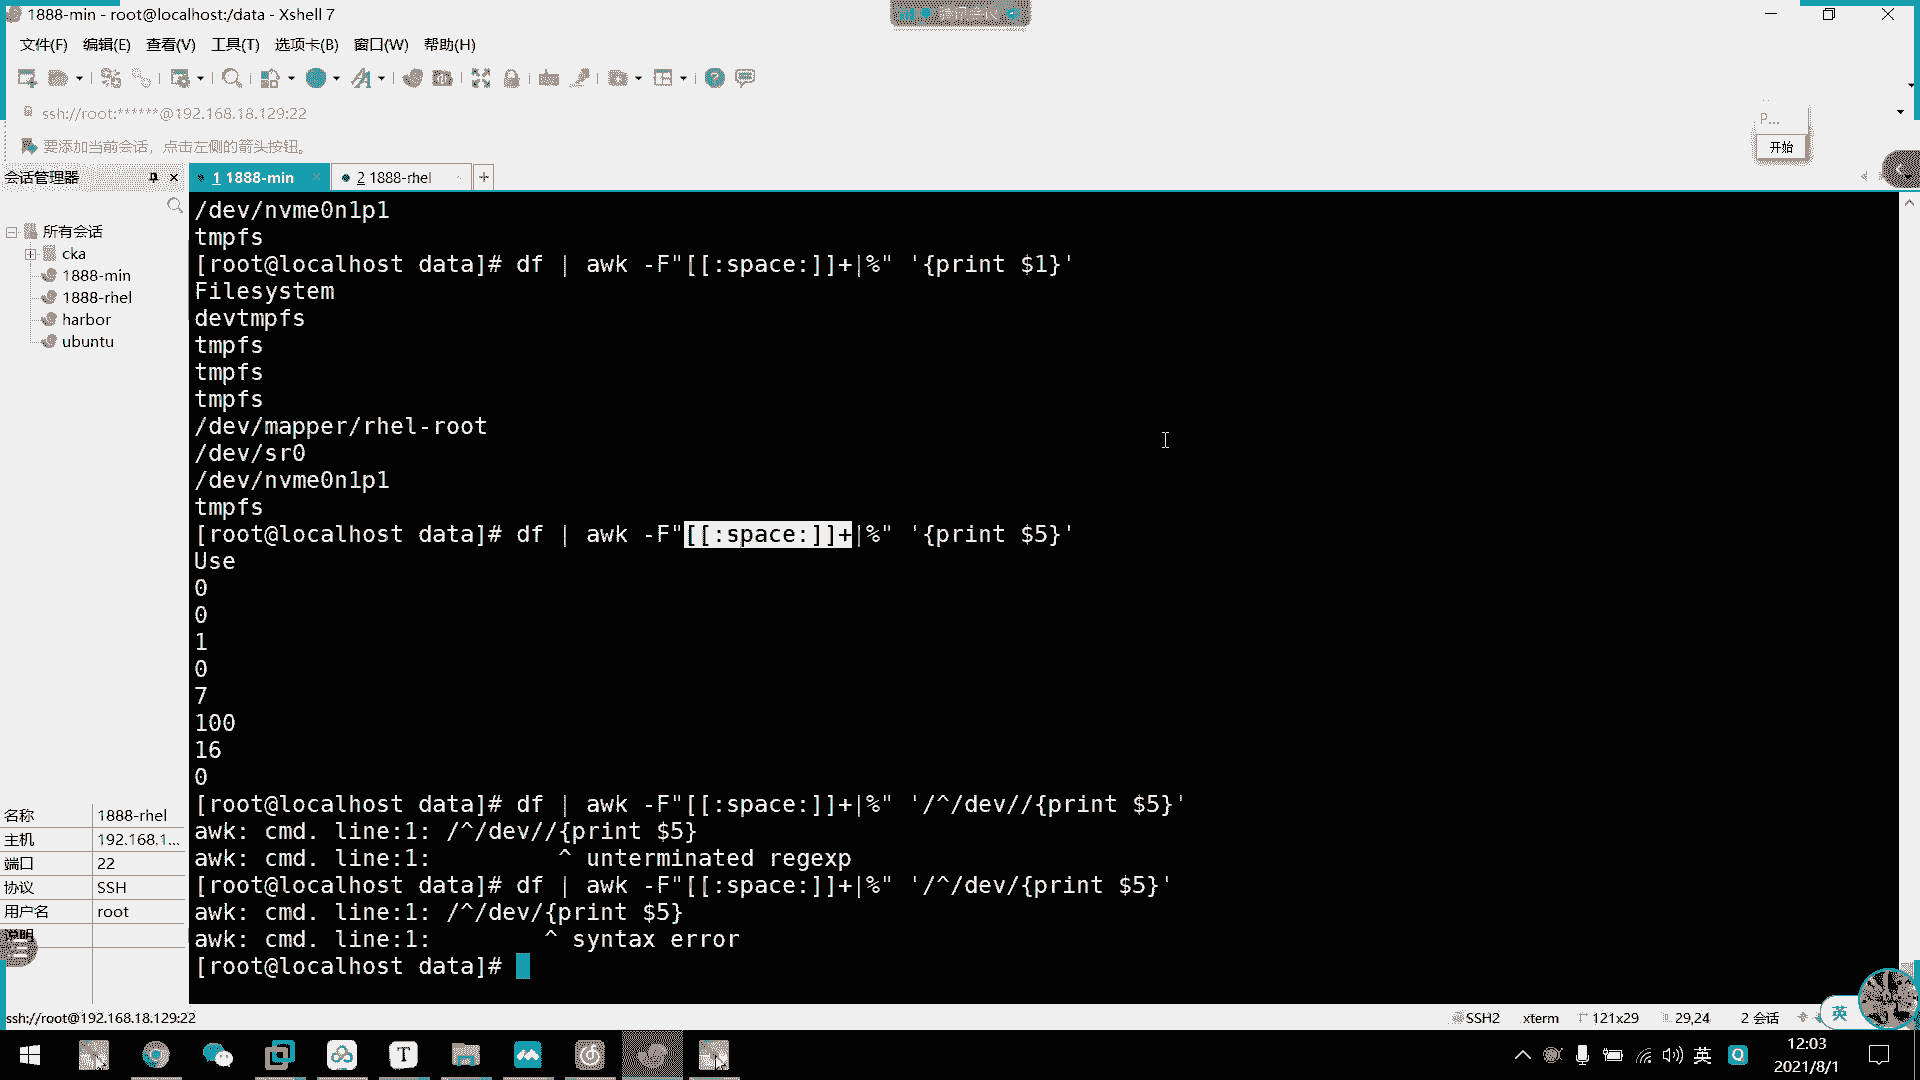 1888-min - root@localhost:/data - Xshell 7
文件(F) 编辑(E) 查看(V) 工具(T) 选项卡(B) 窗口(W) 帮助(H)
ssh://root:******@192.168.18.129:22
P...
要添加当前会话，点击左侧的箭头按钮。
开始
会话管理器
1 1888-min
2 1888-rhel
所有会话
cka
1888-min
1888-rhel
harbor
ubuntu
/dev/nvme0n1p1
tmpfs
[root@localhost data]# df | awk -F"[[:space:]]+|%" '{print $1}'
Filesystem
devtmpfs
tmpfs
tmpfs
tmpfs
/dev/mapper/rhel-root
/dev/sr0
/dev/nvme0n1p1
tmpfs
[root@localhost data]# df | awk -F"[[:space:]]+|%" '{print $5}'
Use
0
0
1
0
7
100
16
0
[root@localhost data]# df | awk -F"[[:space:]]+|%" '/^/dev//{print $5}'
awk: cmd. line:1: /^/dev//{print $5}
awk: cmd. line:1:         ^ unterminated regexp
[root@localhost data]# df | awk -F"[[:space:]]+|%" '/^/dev/{print $5}'
awk: cmd. line:1: /^/dev/{print $5}
awk: cmd. line:1:        ^ syntax error
[root@localhost data]#
名称 1888-rhel
主机 192.168.1...
端口 22
协议 SSH
用户名 root
说明
ssh://root@192.168.18.129:22
SSH2 xterm 121x29 29,24 2 会话
英
英
12:03
2021/8/1